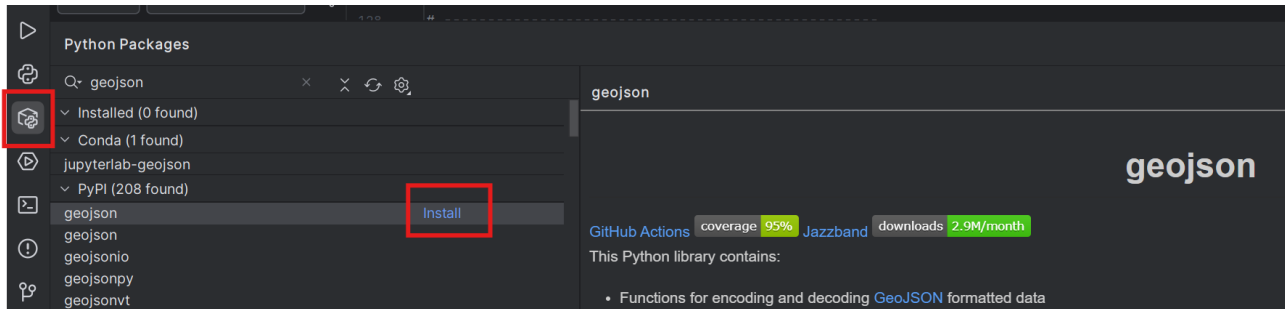 128 # --------------------------------------------------------
Python Packages
geojson
Installed (0 found)
Conda (1 found)
jupyterlab-geojson
PyPI (208 found)
geojson Install
geojson
geojsonio
geojsonpy
geojsonvt
geojson
geojson
GitHub Actions coverage 95% Jazzband downloads 2.9M/month
This Python library contains:
• Functions for encoding and decoding GeoJSON formatted data